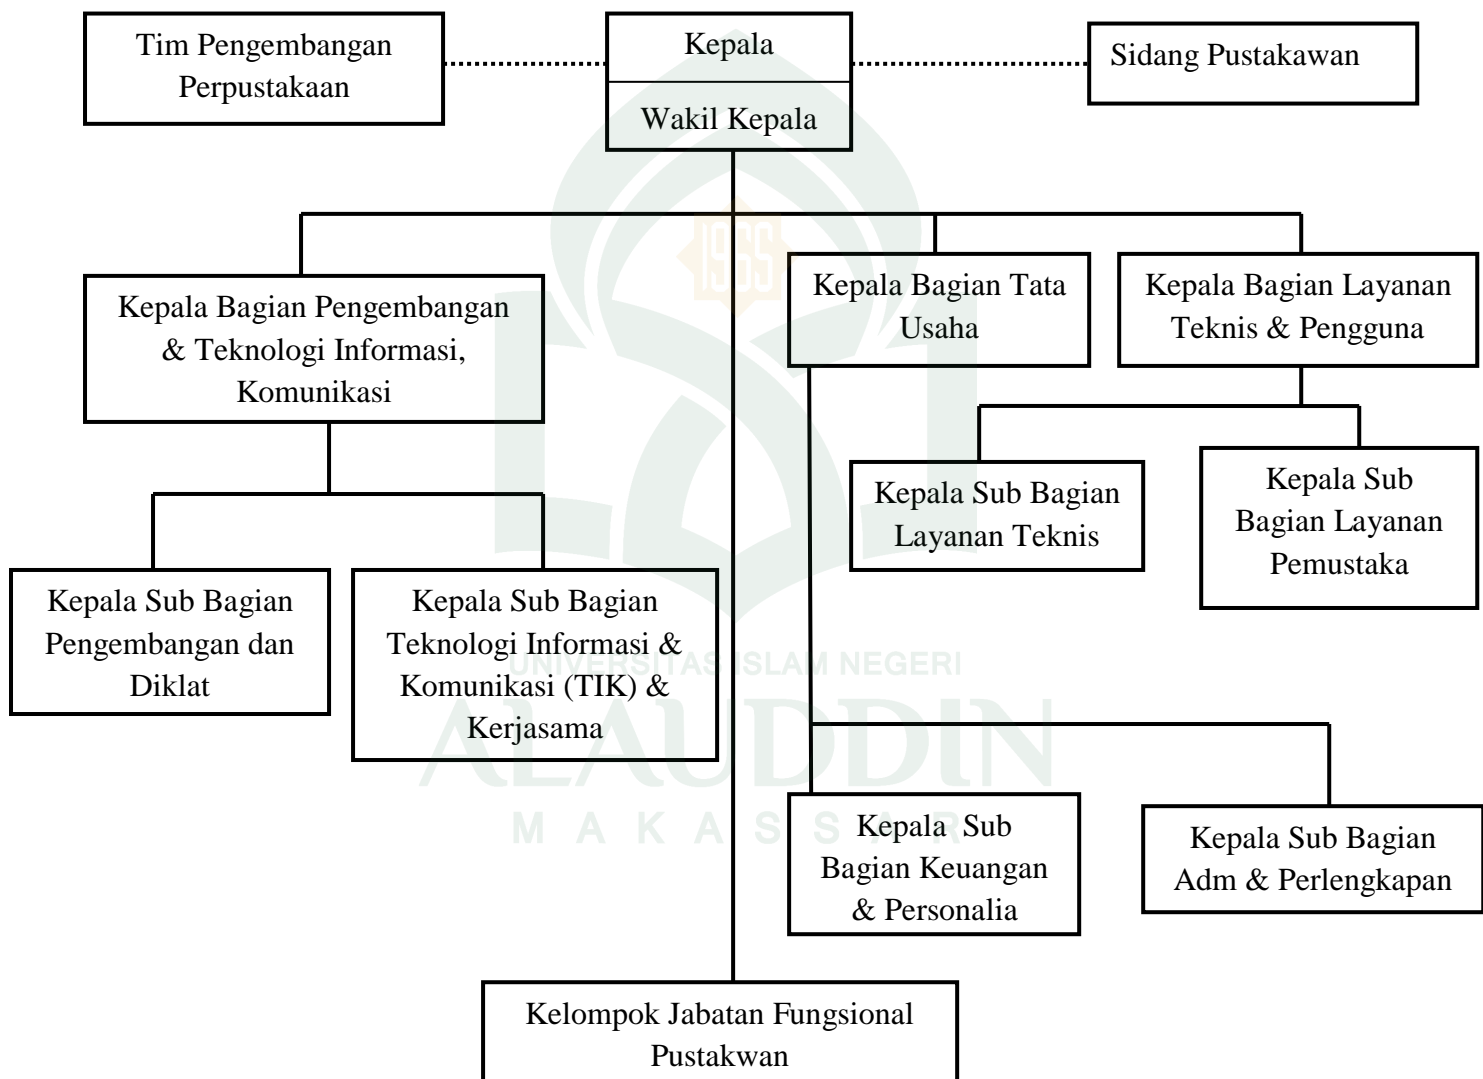 Tim Pengembangan
Perpustakaan
Kepala
Wakil Kepala
Sidang Pustakawan
1965
Kepala Bagian Pengembangan
& Teknologi Informasi,
Komunikasi
Kepala Bagian Tata
Usaha
Kepala Bagian Layanan
Teknis & Pengguna
Kepala Sub Bagian
Layanan Teknis
Kepala Sub
Bagian Layanan
Pemustaka
Kepala Sub Bagian
Pengembangan dan
Diklat
Kepala Sub Bagian
Teknologi Informasi &
Komunikasi (TIK) &
Kerjasama
UNIVERSITAS ISLAM NEGERI
ALAUDDIN
MAKASSAR
Kepala Sub
Bagian Keuangan
& Personalia
Kepala Sub Bagian
Adm & Perlengkapan
Kelompok Jabatan Fungsional
Pustakwan